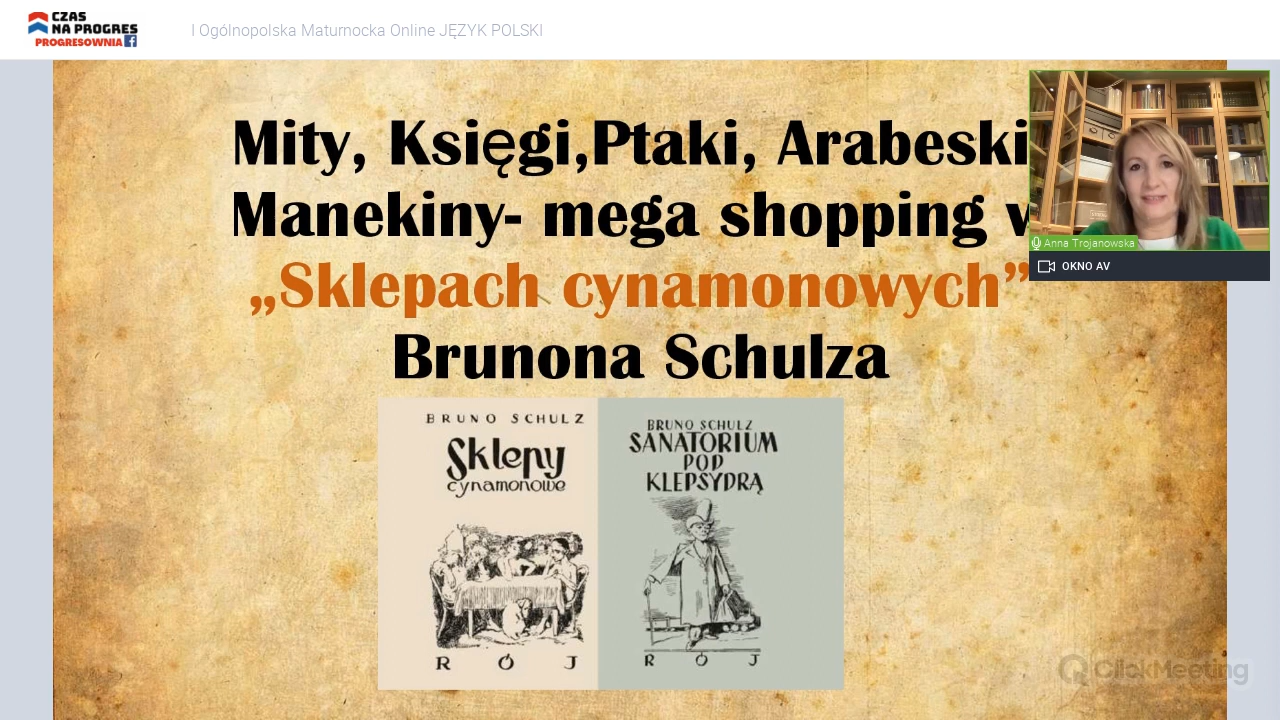 CZAS
NA PROGRES
PROGRESOWNIA
I Ogólnopolska Maturnocka Online JĘZYK POLSKI
Mity, Księgi,Ptaki, Arabeski
Manekiny- mega shopping
„Sklepach cynamonowych”
Brunona Schulza
Anna Trojanowska
OKNO AV
BRUNO SCHULZ
Sklepy
cynamonowe
RÓJ
BRUNO SCHULZ
SANATORIUM
POD
KLEPSYDRĄ
RÓJ
ClickMeeting